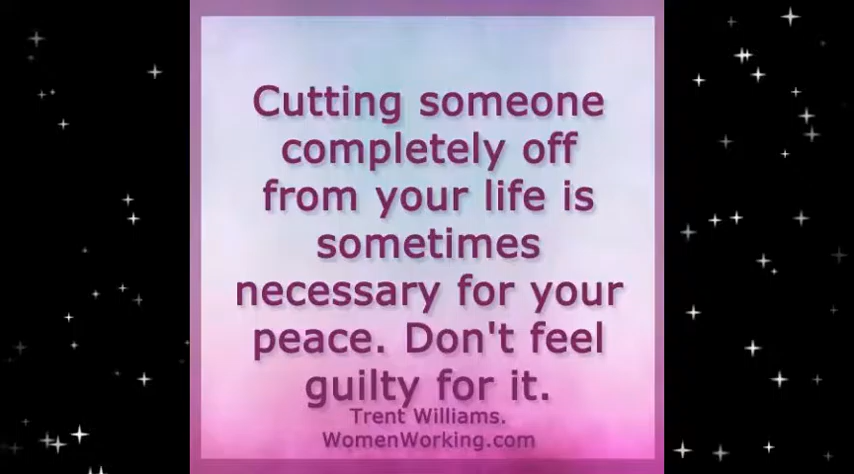 Cutting someone
completely off
from your life is
sometimes
necessary for your
peace. Don't feel
guilty for it.
Trent Williams.
WomenWorking.com